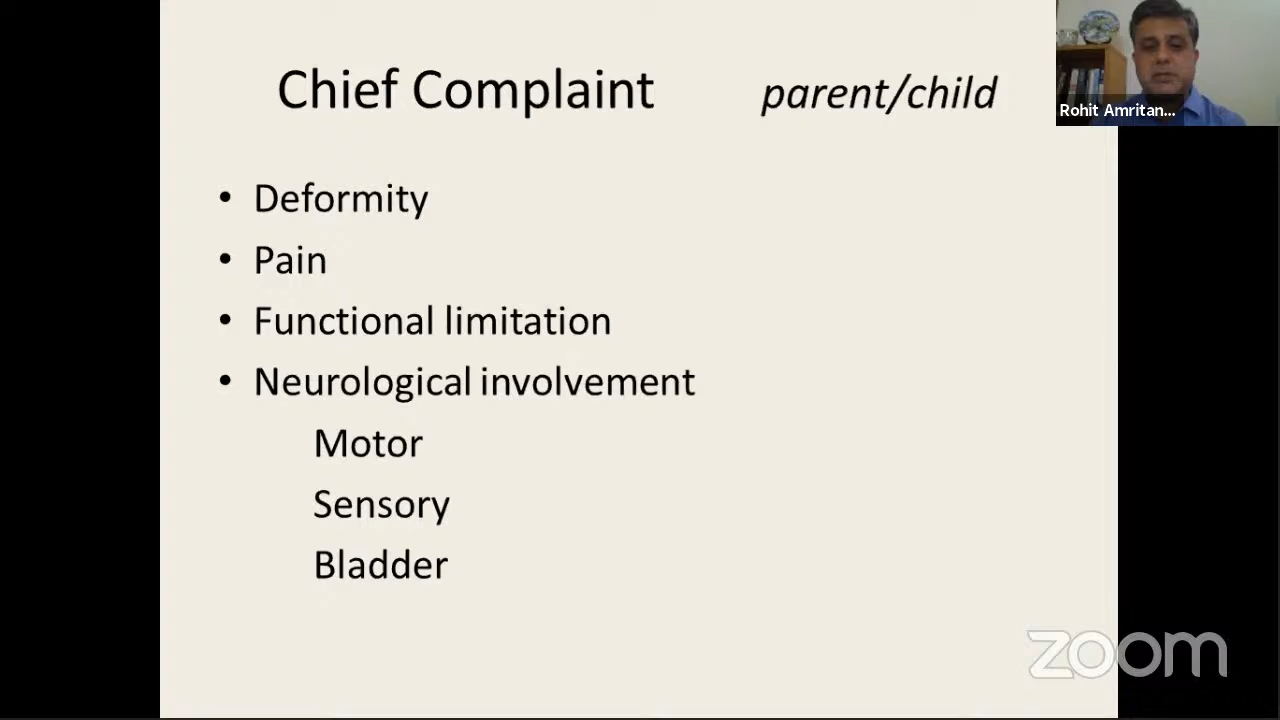 Chief Complaint parent/child
Rohit Amritan...
• Deformity
• Pain
• Functional limitation
• Neurological involvement
Motor
Sensory
Bladder
zoom